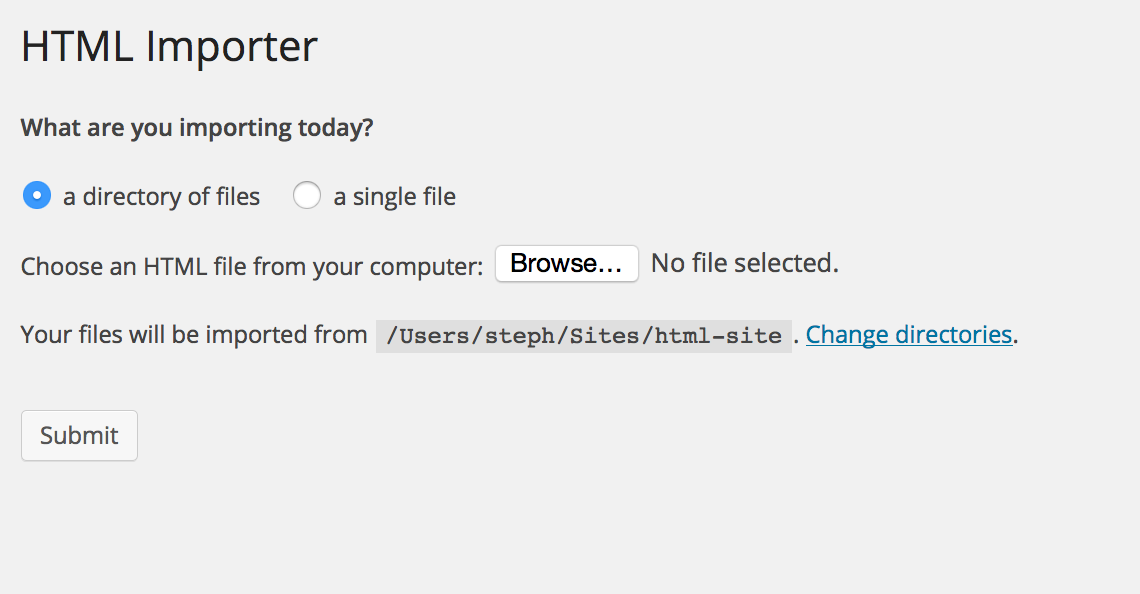 HTML Importer
What are you importing today?
a directory of files a single file
Choose an HTML file from your computer: Browse... No file selected.
Your files will be imported from /Users/steph/Sites/html-site . Change directories.
Submit